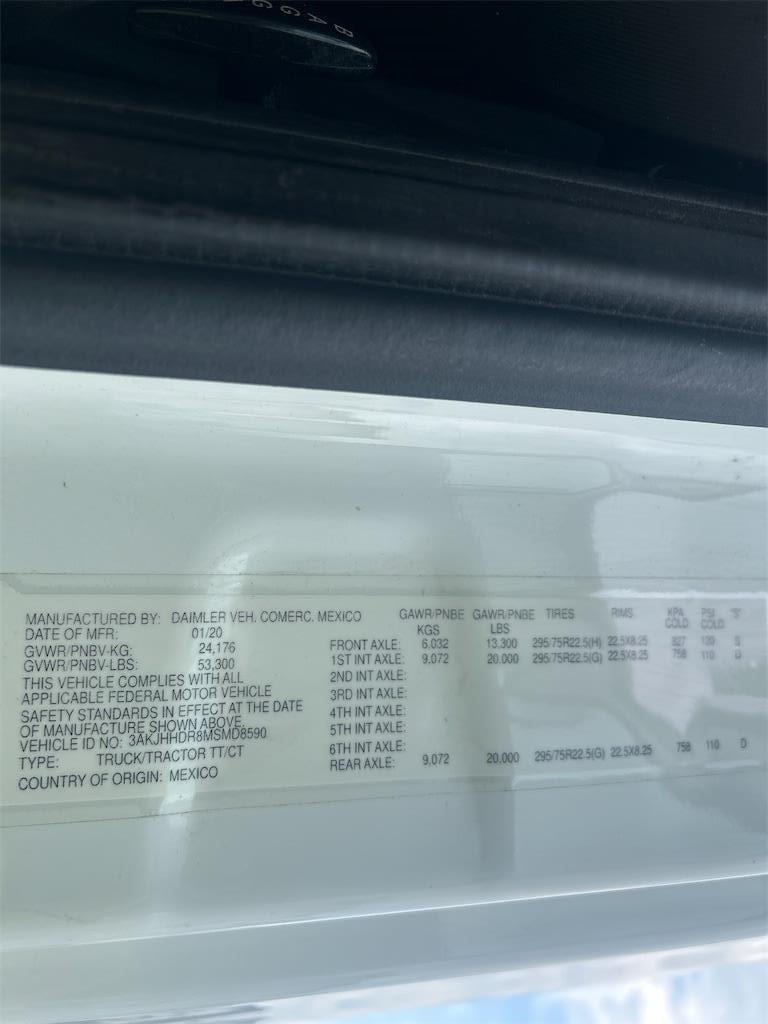 MANUFACTURED BY: DAIMLER VEH. COMERC. MEXICO
DATE OF MFR: 01/20
GVWR/PNBV-KG: 24,176
GVWR/PNBV-LBS: 53,300
THIS VEHICLE COMPLIES WITH ALL
APPLICABLE FEDERAL MOTOR VEHICLE
SAFETY STANDARDS IN EFFECT AT THE DATE
OF MANUFACTURE SHOWN ABOVE.
VEHICLE ID NO: 3AKJHHDR8MSMD8590
TYPE: TRUCK/TRACTOR TT/CT
COUNTRY OF ORIGIN: MEXICO
GAWR/PNBE GAWR/PNBE TIRES RIMS KPA PSI "S"
KGS LBS COLD COLD
FRONT AXLE: 6,032 13,300 295/75R22.5(H) 22.5X8.25 827 120 S
1ST INT AXLE: 9,072 20,000 295/75R22.5(G) 22.5X8.25 758 110 D
2ND INT AXLE:
3RD INT AXLE:
4TH INT AXLE:
5TH INT AXLE:
6TH INT AXLE:
REAR AXLE: 9,072 20,000 295/75R22.5(G) 22.5X8.25 758 110 D